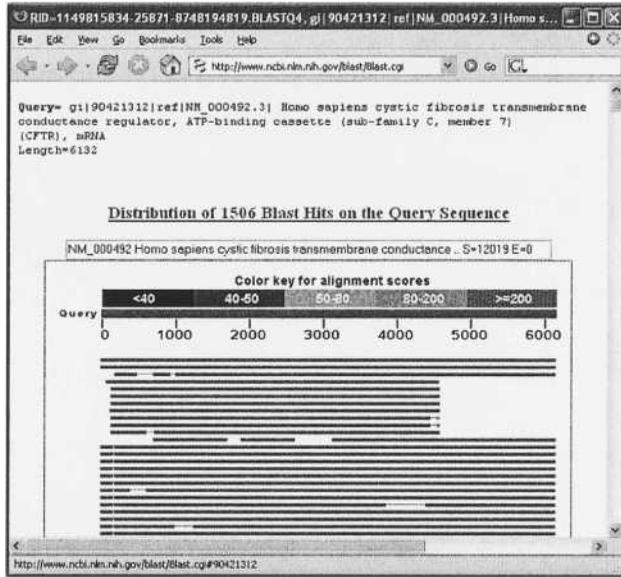 RID=1149815834-25871-8748194819.BLASTQ4, gi|90421312|ref|NM_000492.3|Homo s...
File Edit View Go Bookmarks Tools Help
http://www.ncbi.nlm.nih.gov/blast/Blast.cgi Go
Query= gi|90421312|ref|NM_000492.3| Homo sapiens cystic fibrosis transmembrane
conductance regulator, ATP-binding cassette (sub-family C, member 7)
(CFTR), mRNA
Length=6132
Distribution of 1506 Blast Hits on the Query Sequence
NM_000492 Homo sapiens cystic fibrosis transmembrane conductance .. S=12019 E=0
Color key for alignment scores
<40 40-50 50-80 80-200 >=200
Query
0 1000 2000 3000 4000 5000 6000
http://www.ncbi.nlm.nih.gov/blast/Blast.cgi#90421312